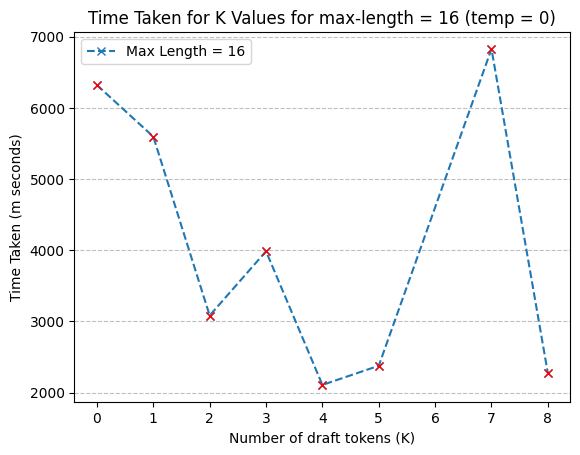 Time Taken for K Values for max-length = 16 (temp = 0)
Max Length = 16
Time Taken (m seconds)
7000
6000
5000
4000
3000
2000
0 1 2 3 4 5 6 7 8
Number of draft tokens (K)